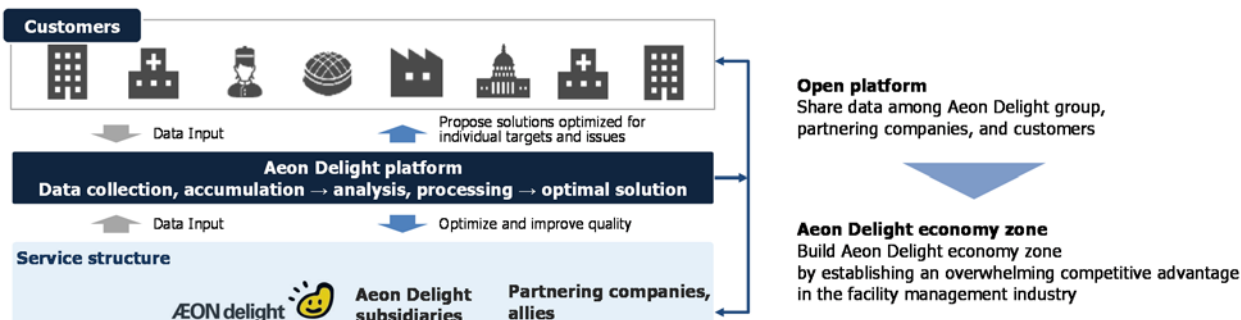 Customers
Data Input
Propose solutions optimized for
individual targets and issues
Aeon Delight platform
Data collection, accumulation → analysis, processing → optimal solution
Data Input
Optimize and improve quality
Service structure
ÆON delight
Aeon Delight
subsidiaries
Partnering companies,
allies
Open platform
Share data among Aeon Delight group,
partnering companies, and customers
Aeon Delight economy zone
Build Aeon Delight economy zone
by establishing an overwhelming competitive advantage
in the facility management industry